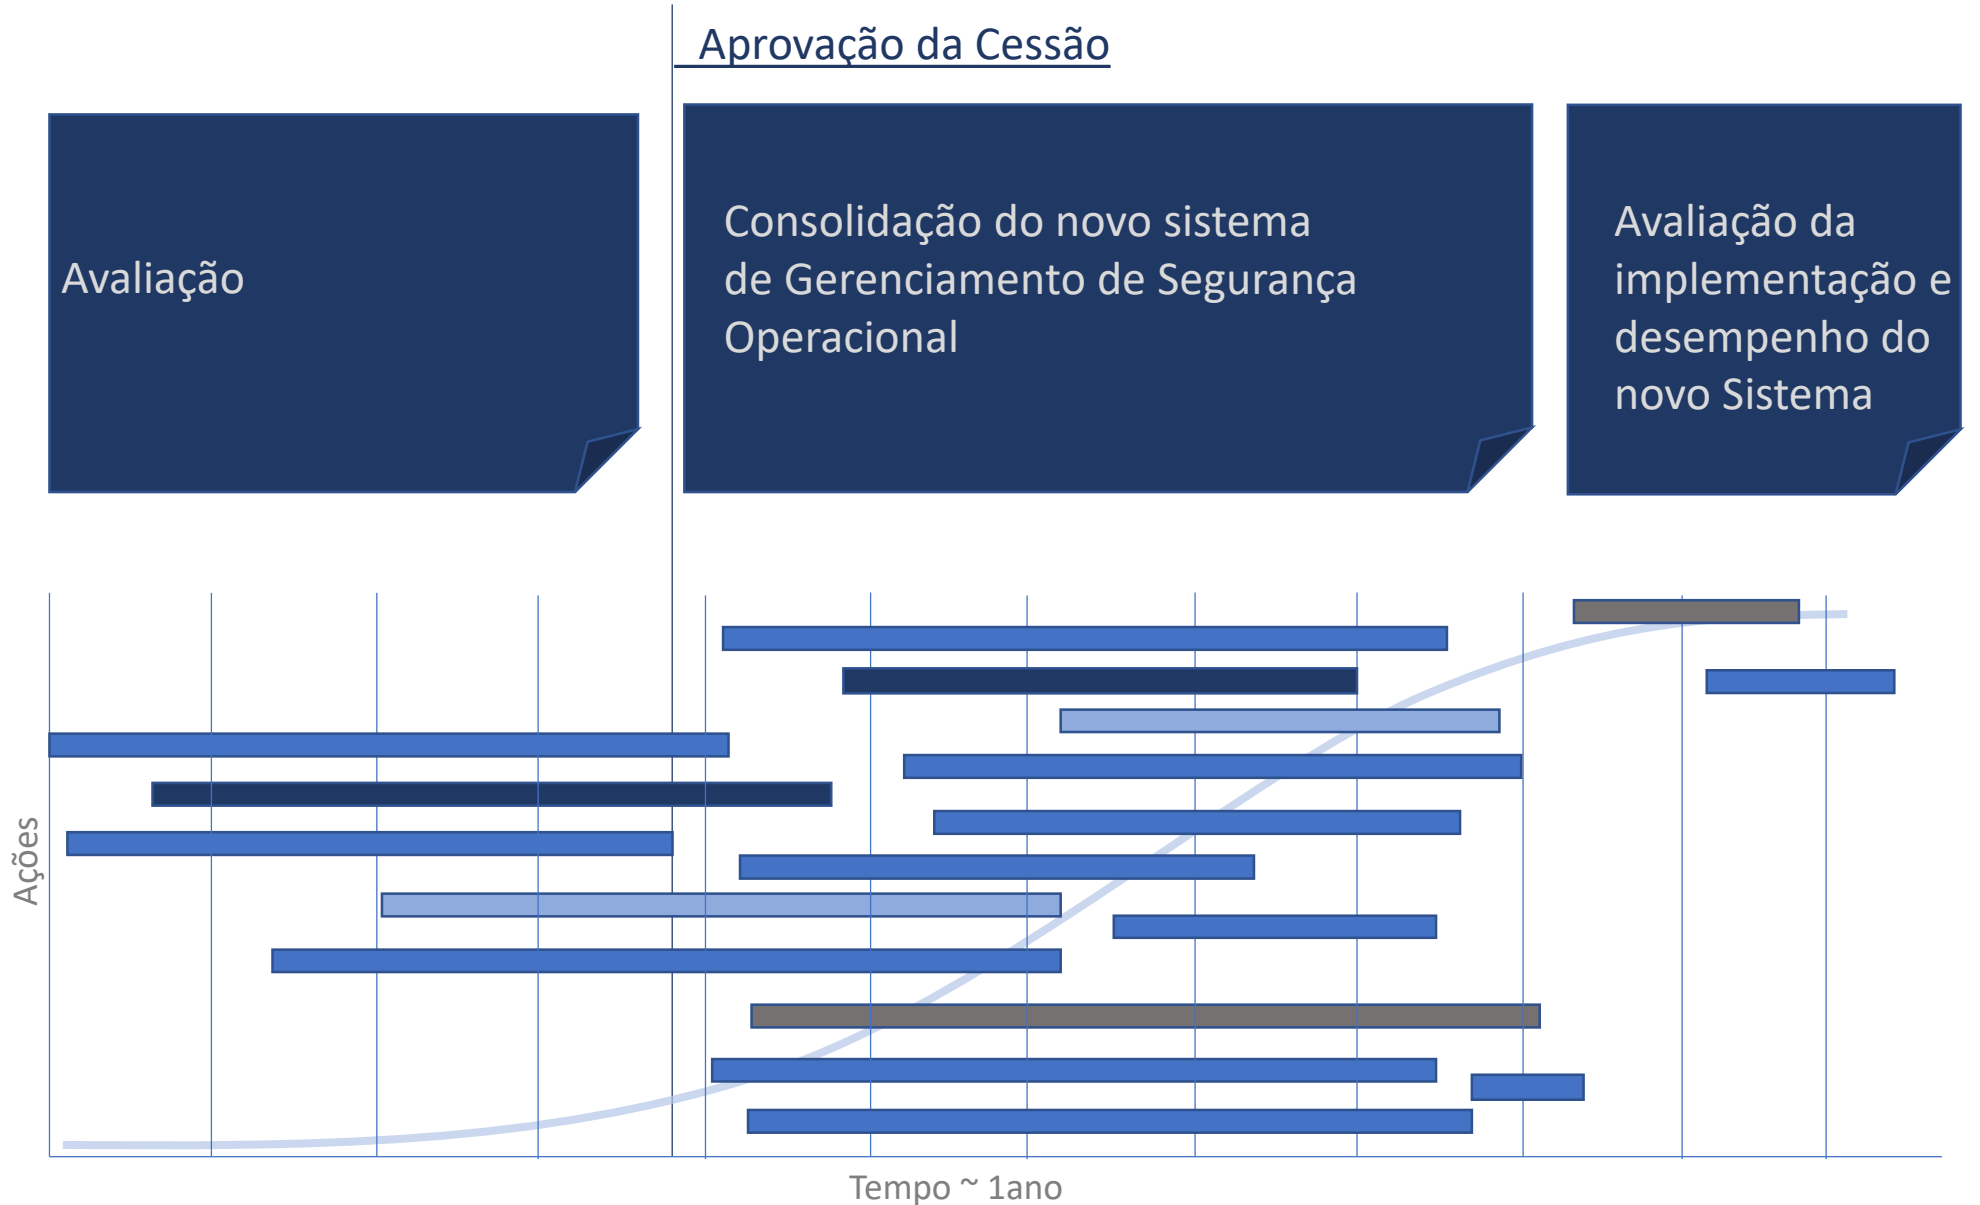 Aprovação da Cessão
Avaliação
Consolidação do novo sistema
de Gerenciamento de Segurança
Operacional
Avaliação da
implementação e
desempenho do
novo Sistema
Ações
Tempo ~ 1ano